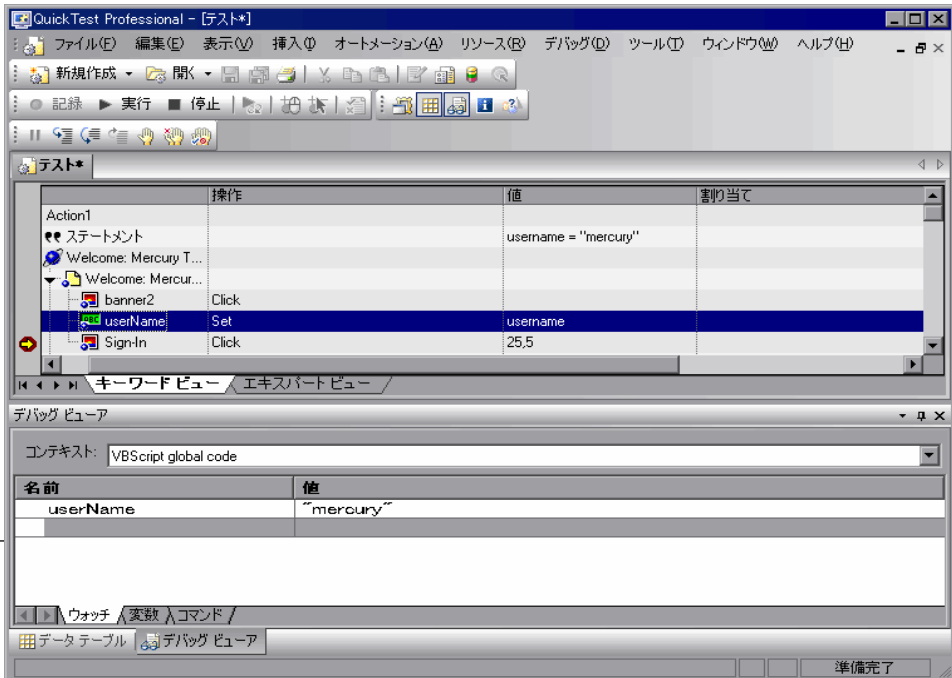 QuickTest Professional - [テスト*]
ファイル(F) 編集(E) 表示(V) 挿入(I) オートメーション(A) リソース(R) デバッグ(D) ツール(T) ウィンドウ(W) ヘルプ(H)
新規作成 開く
記録 実行 停止
テスト*
操作 値 割り当て
Action1
ステートメント username = "mercury"
Welcome: Mercury T...
Welcome: Mercur...
banner2 Click
userName Set username
Sign-In Click 25,5
キーワード ビュー エキスパート ビュー
デバッグ ビューア
コンテキスト: VBScript global code
名前 値
userName "mercury"
ウォッチ 変数 コマンド
データ テーブル デバッグ ビューア
準備完了